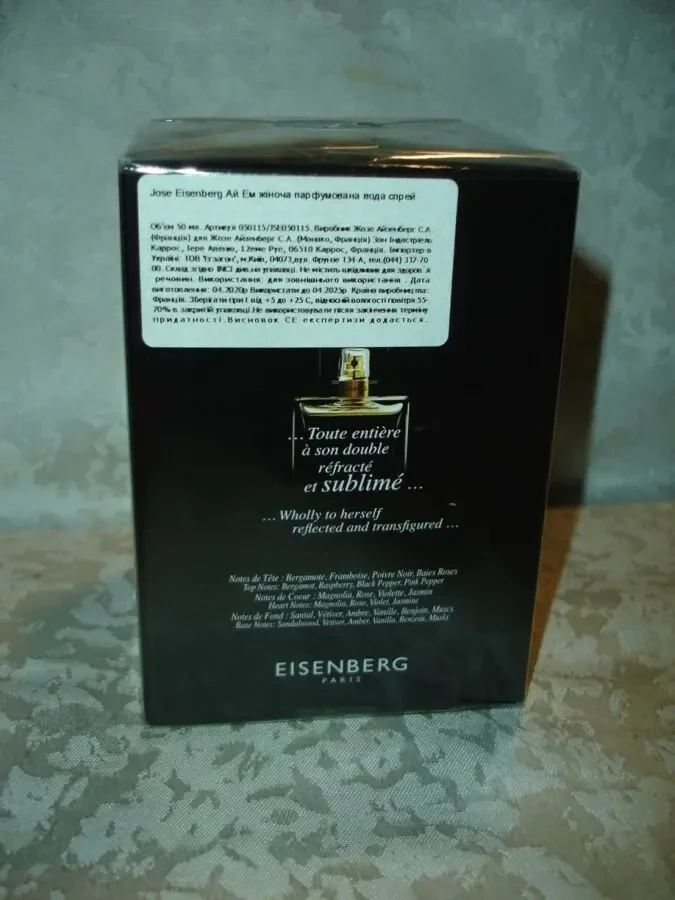 Jose Eisenberg Ай Ем жіноча парфумована вода спрей
Об'єм 50 мл. Артикул 050115/JSE050115. Виробник Жозе Айзенберг С.А.
(Франція) для Жозе Айзенберг С.А. (Монако, Франція) Зон Індастріель
Каррос, 1ере Авеню, 12еме Рує, 06510 Каррос, Франція. Імпортер в
Україні: ТОВ 'Ізагон', м.Київ, 04073,вул. Фрунзе 134-А, тел.(044) 337-70
00. Склад згідно INCI див.на упаковці. Не містить шкідливих для здоров'я
речовин. Використання: для зовнішнього використання . Дата
виготовлення: 04.2020р Використати до 04.2025р Країна виробництва:
Франція. Зберігати при t від +5 до +25 С, відносній вологості повітря 55-
70% в закритій упаковці.Не використовувати після закінчення терміну
придатності.Висновок СЕ експертизи додається.
... Toute entière
à son double
réfracté
et sublimé ...
... Wholly to herself
reflected and transfigured ...
Notes de Tête : Bergamote, Framboise, Poivre Noir, Baies Roses
Top Notes: Bergamot, Raspberry, Black Pepper, Pink Pepper
Notes de Coeur : Magnolia, Rose, Violette, Jasmin
Heart Notes: Magnolia, Rose, Violet, Jasmine
Notes de Fond : Santal, Vétiver, Ambre, Vanille, Benjoin, Muscs
Base Notes: Sandalwood, Vetiver, Amber, Vanilla, Benzoin, Musks
EISENBERG
PARIS